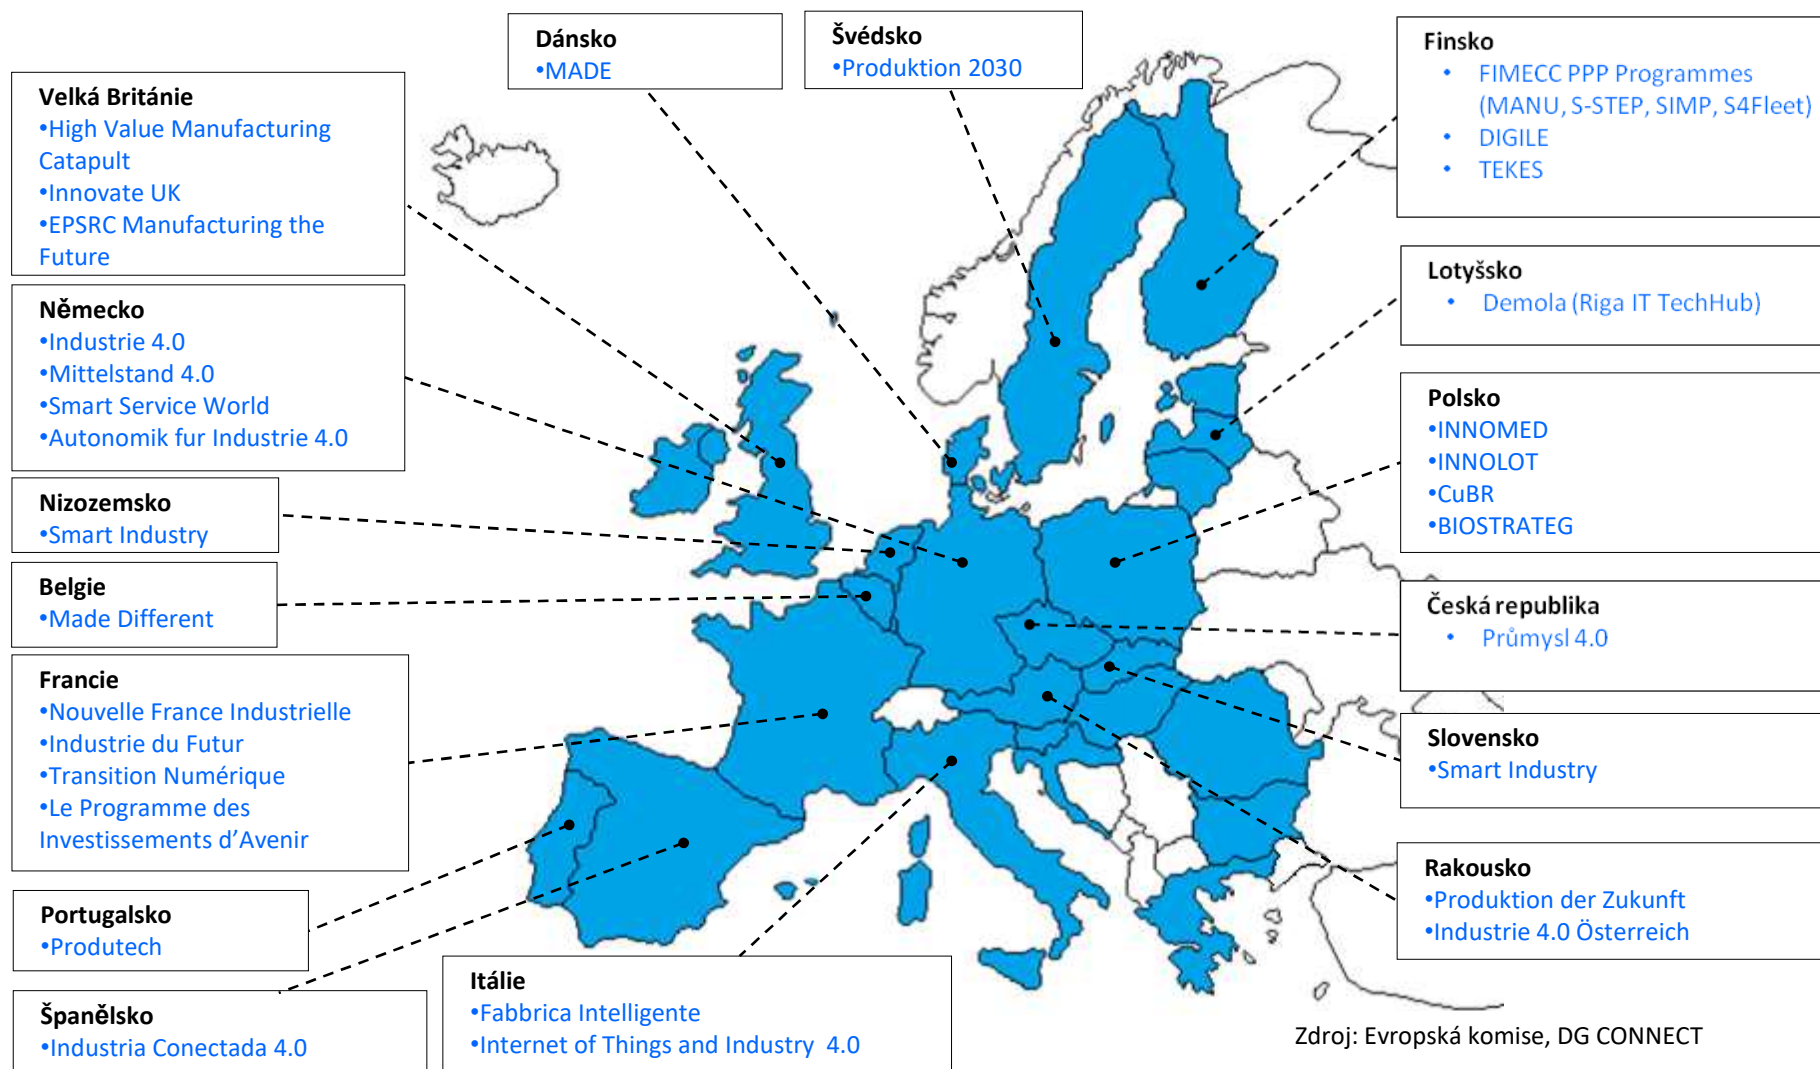 Dánsko
•MADE
Švédsko
•Produktion 2030
Finsko
• FIMECC PPP Programmes
(MANU, S-STEP, SIMP, S4Fleet)
• DIGILE
• TEKES
Velká Británie
•High Value Manufacturing
Catapult
•Innovate UK
•EPSRC Manufacturing the
Future
Lotyšsko
• Demola (Riga IT TechHub)
Německo
•Industrie 4.0
•Mittelstand 4.0
•Smart Service World
•Autonomik fur Industrie 4.0
Polsko
•INNOMED
•INNOLOT
•CuBR
•BIOSTRATEG
Nizozemsko
•Smart Industry
Belgie
•Made Different
Česká republika
• Průmysl 4.0
Francie
•Nouvelle France Industrielle
•Industrie du Futur
•Transition Numérique
•Le Programme des
Investissements d’Avenir
Slovensko
•Smart Industry
Rakousko
•Produktion der Zukunft
•Industrie 4.0 Österreich
Portugalsko
•Produtech
Španělsko
•Industria Conectada 4.0
Itálie
•Fabbrica Intelligente
•Internet of Things and Industry 4.0
Zdroj: Evropská komise, DG CONNECT